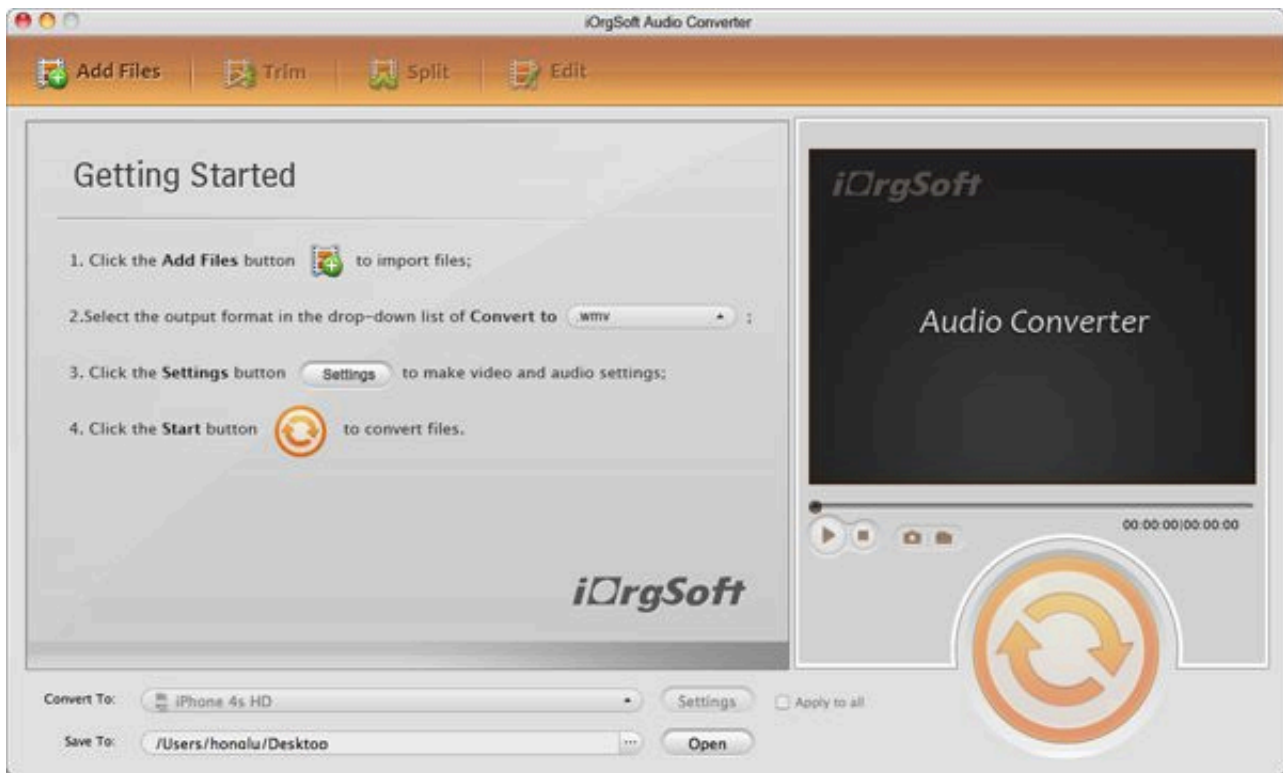 iOrgSoft Audio Converter
Add Files
Trim
Split
Edit
Getting Started
1. Click the Add Files button to import files;
2.Select the output format in the drop-down list of Convert to .wmv ;
3. Click the Settings button Settings to make video and audio settings;
4. Click the Start button to convert files.
iOrgSoft
iOrgSoft
Audio Converter
00:00:00|00:00:00
Convert To: iPhone 4s HD Settings Apply to all
Save To: /Users/honolu/Desktop ... Open